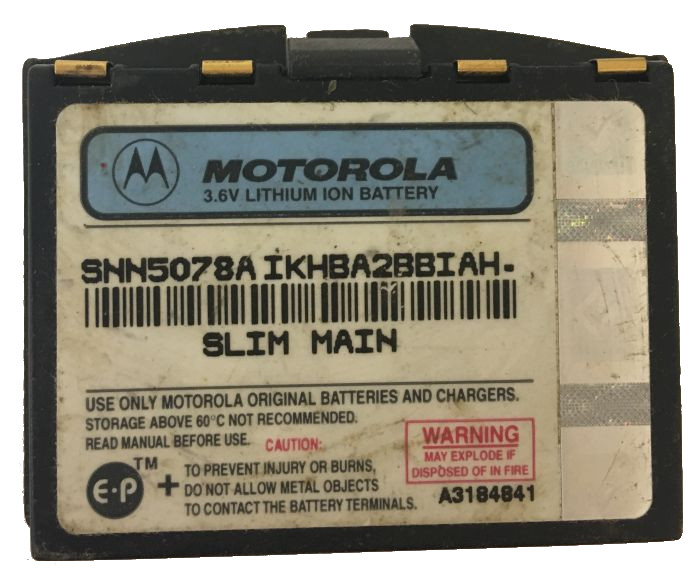 MOTOROLA
3.6V LITHIUM ION BATTERY
SNN5078A IKHBA2BBIAH.
SLIM MAIN
USE ONLY MOTOROLA ORIGINAL BATTERIES AND CHARGERS.
STORAGE ABOVE 60°C NOT RECOMMENDED.
READ MANUAL BEFORE USE.
CAUTION:
TO PREVENT INJURY OR BURNS,
DO NOT ALLOW METAL OBJECTS
TO CONTACT THE BATTERY TERMINALS.
E·P™
+
WARNING
MAY EXPLODE IF
DISPOSED OF IN FIRE
A3184841